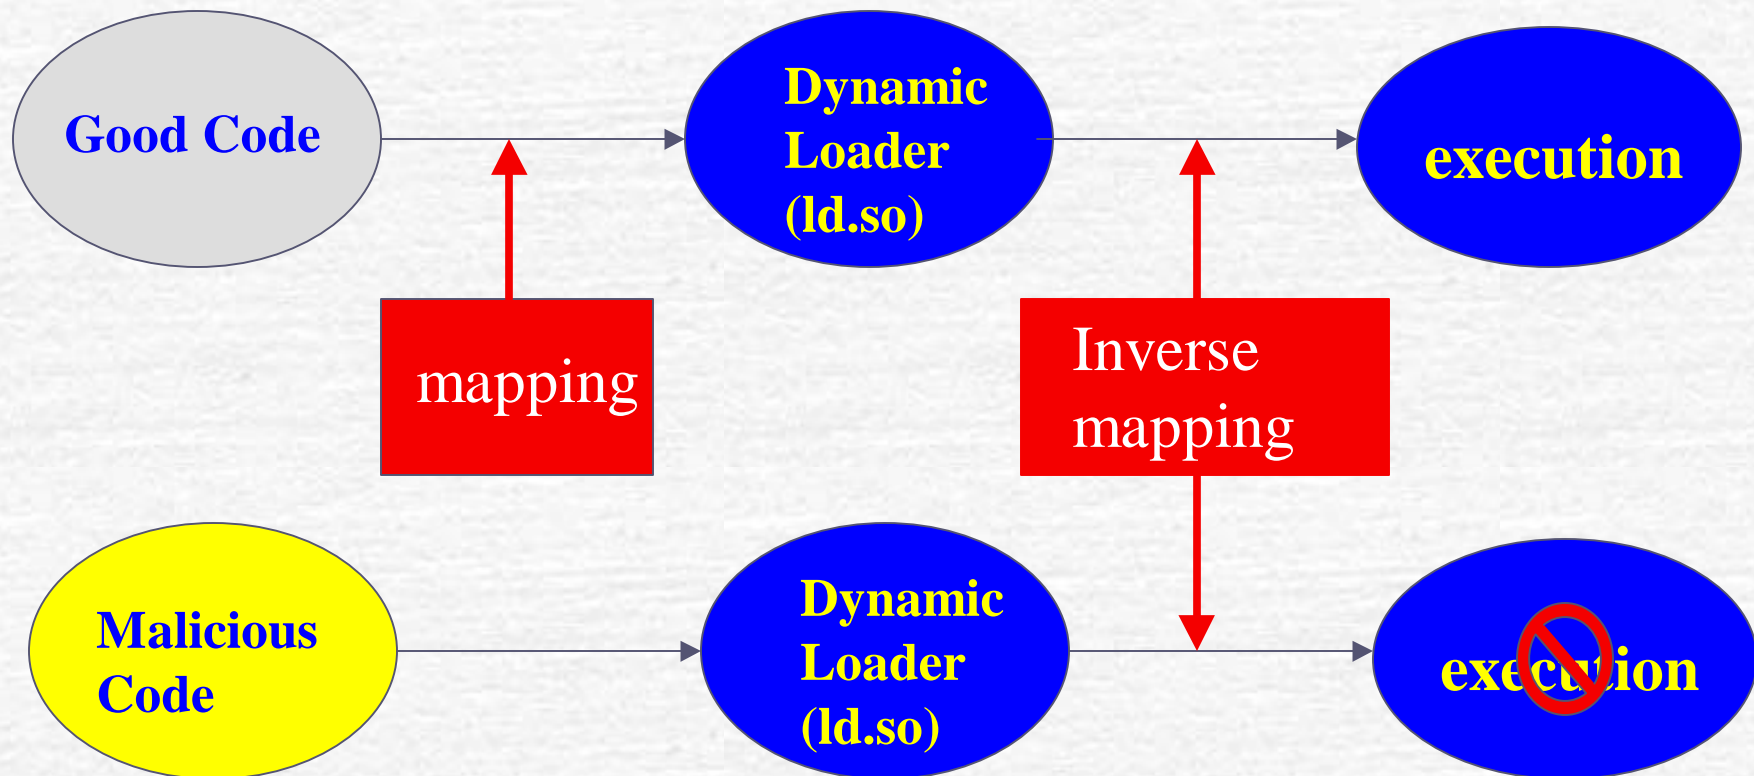 Good Code
Dynamic
Loader
(ld.so)
execution
mapping
Inverse
mapping
Malicious
Code
Dynamic
Loader
(ld.so)
execution